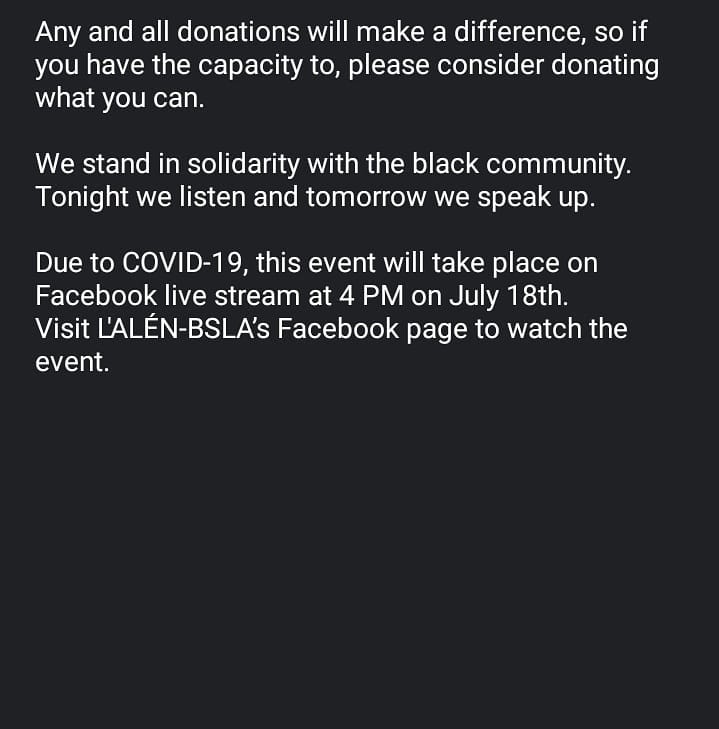 Any and all donations will make a difference, so if
you have the capacity to, please consider donating
what you can.
We stand in solidarity with the black community.
Tonight we listen and tomorrow we speak up.
Due to COVID-19, this event will take place on
Facebook live stream at 4 PM on July 18th.
Visit L'ALÉN-BSLA’s Facebook page to watch the
event.